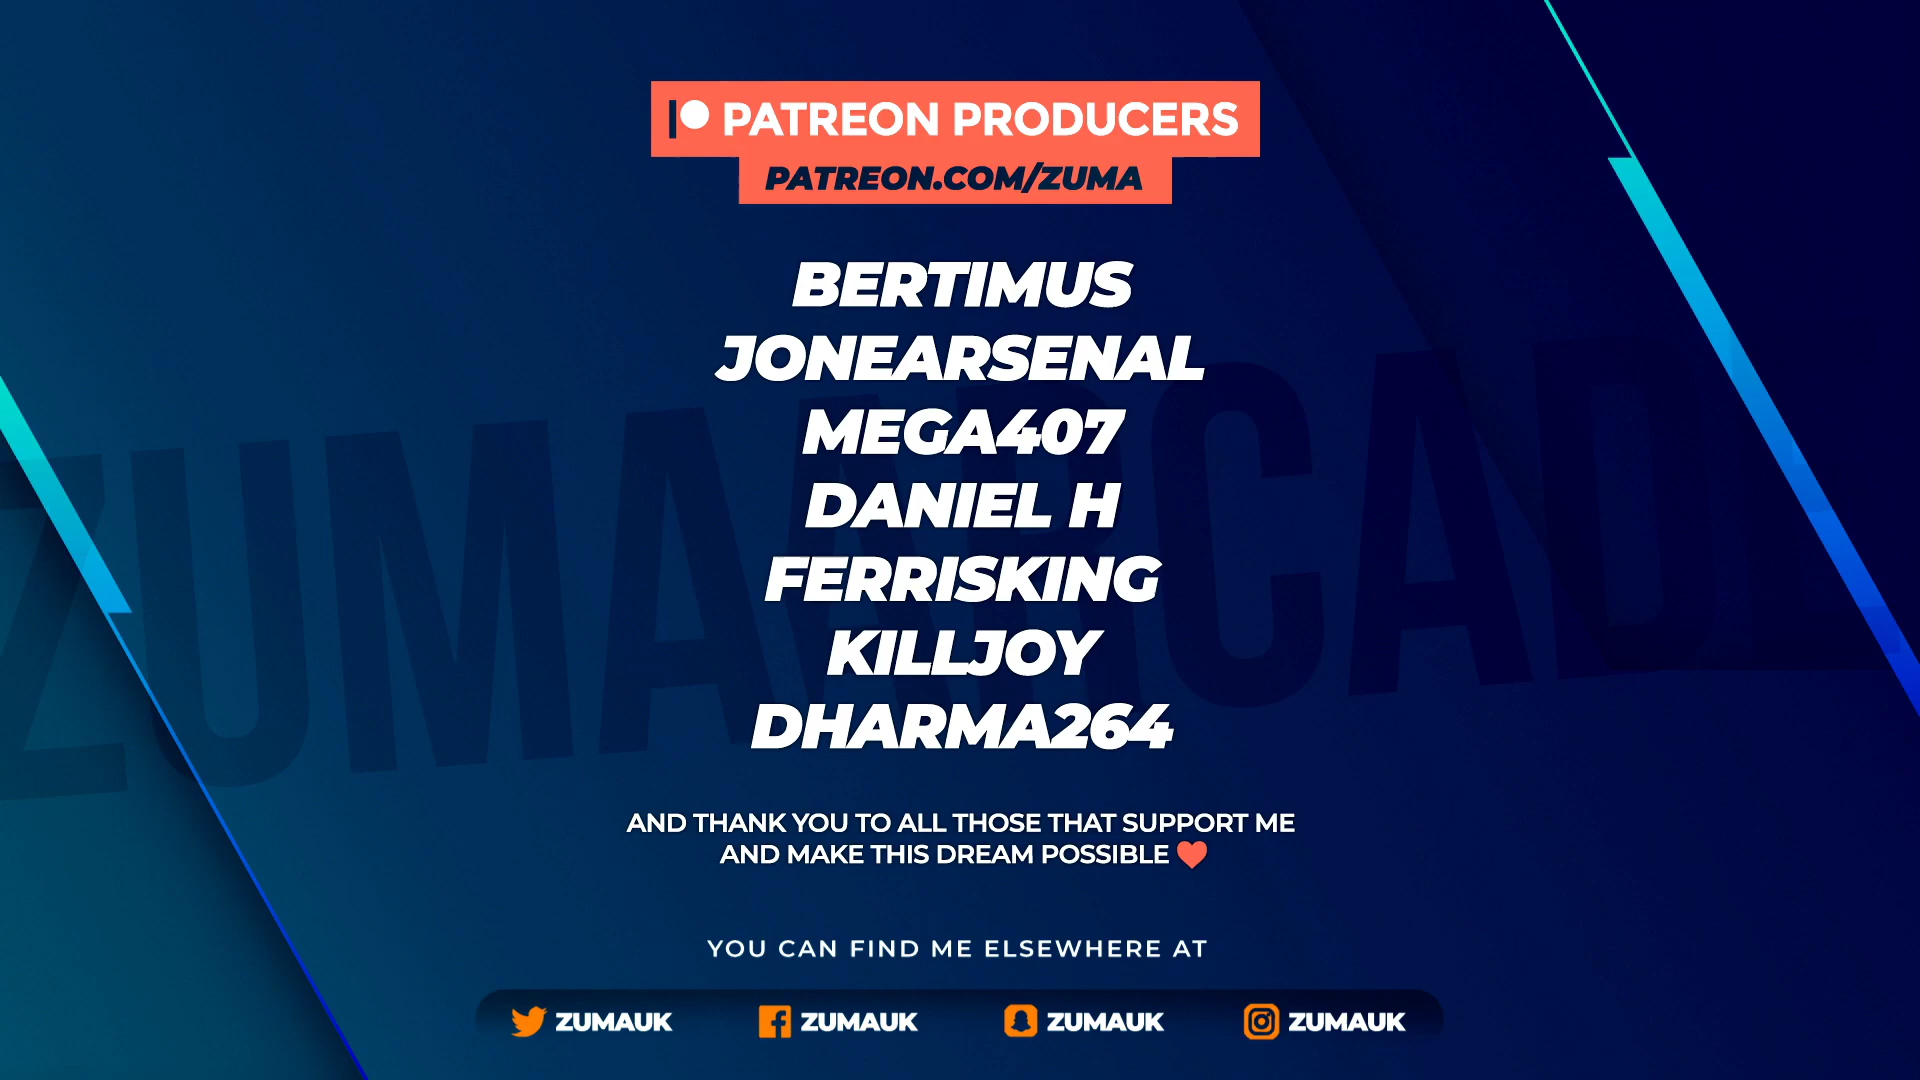 PATREON PRODUCERS
PATREON.COM/ZUMA
BERTIMUS
JONEARSENAL
MEGA407
DANIEL H
FERRISKING
KILLJOY
DHARMA264
ZUMAARCADE
AND THANK YOU TO ALL THOSE THAT SUPPORT ME
AND MAKE THIS DREAM POSSIBLE
YOU CAN FIND ME ELSEWHERE AT
ZUMAUK ZUMAUK ZUMAUK ZUMAUK